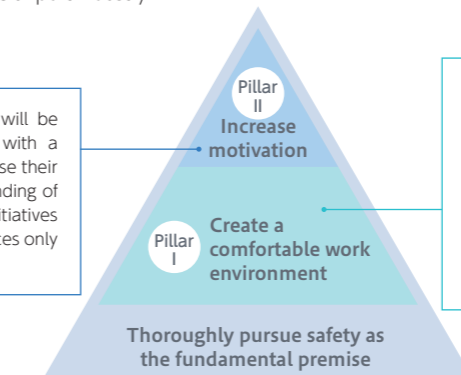 Pillar
II
Increase
motivation
will be
with a
se their
nding of
itiatives
es only
Pillar
I
Create a
comfortable work
environment
Thoroughly pursue safety as
the fundamental premise